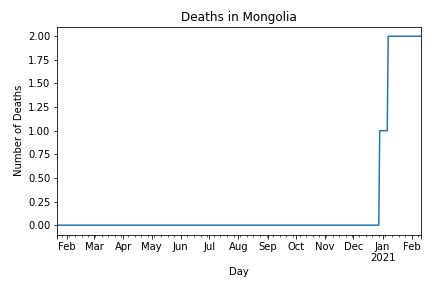 Deaths in Mongolia
2.00
1.75
1.50
1.25
1.00
0.75
0.50
0.25
0.00
Number of Deaths
Feb Mar Apr May Jun Jul Aug Sep Oct Nov Dec Jan Feb
2021
Day